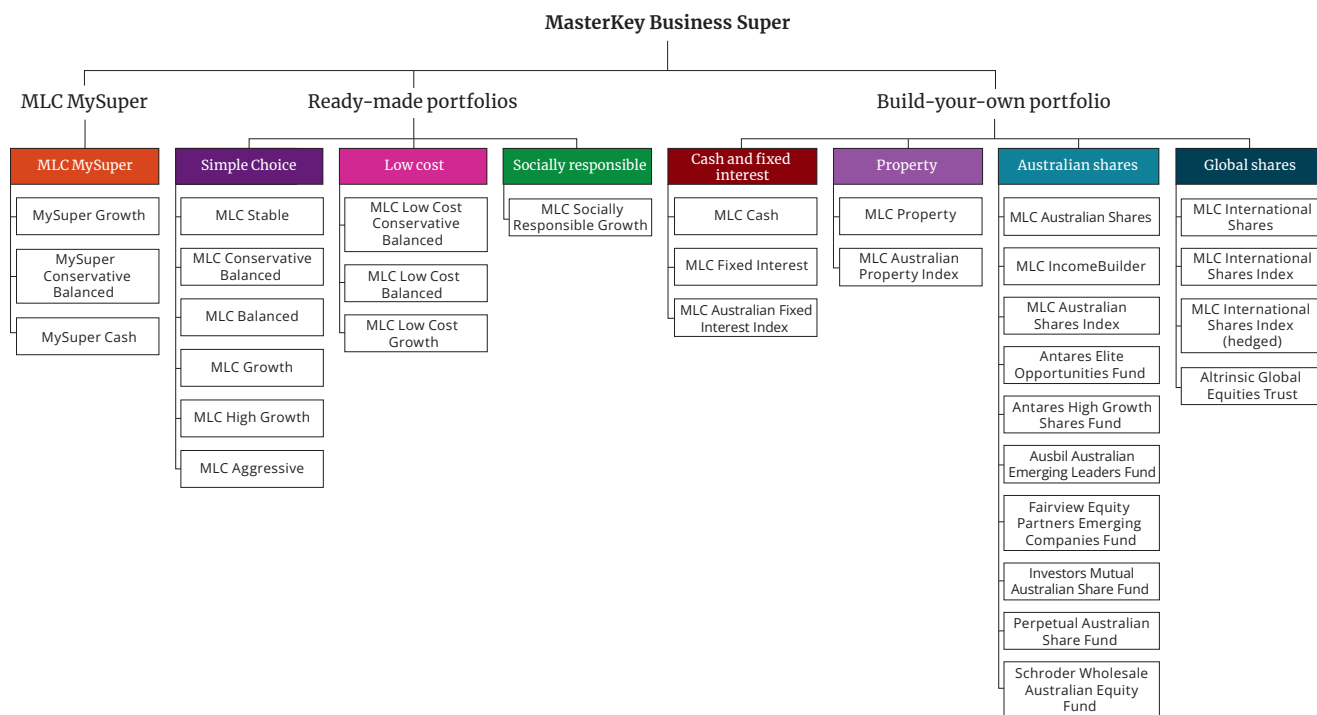 MasterKey Business Super
MLC MySuper
Ready-made portfolios
Build-your-own portfolio
MLC MySuper
MySuper Growth
MySuper
Conservative
Balanced
MySuper Cash
Simple Choice
MLC Stable
MLC Conservative
Balanced
MLC Balanced
MLC Growth
MLC High Growth
MLC Aggressive
Low cost
MLC Low Cost
Conservative
Balanced
MLC Low Cost
Balanced
MLC Low Cost
Growth
Socially responsible
MLC Socially
Responsible Growth
Cash and fixed
interest
MLC Cash
MLC Fixed Interest
MLC Australian Fixed
Interest Index
Property
MLC Property
MLC Australian
Property Index
Australian shares
MLC Australian Shares
MLC IncomeBuilder
MLC Australian
Shares Index
Antares Elite
Opportunities Fund
Antares High Growth
Shares Fund
Ausbil Australian
Emerging Leaders Fund
Fairview Equity
Partners Emerging
Companies Fund
Investors Mutual
Australian Share Fund
Perpetual Australian
Share Fund
Schroder Wholesale
Australian Equity
Fund
Global shares
MLC International
Shares
MLC International
Shares Index
MLC International
Shares Index
(hedged)
Altrinsic Global
Equities Trust